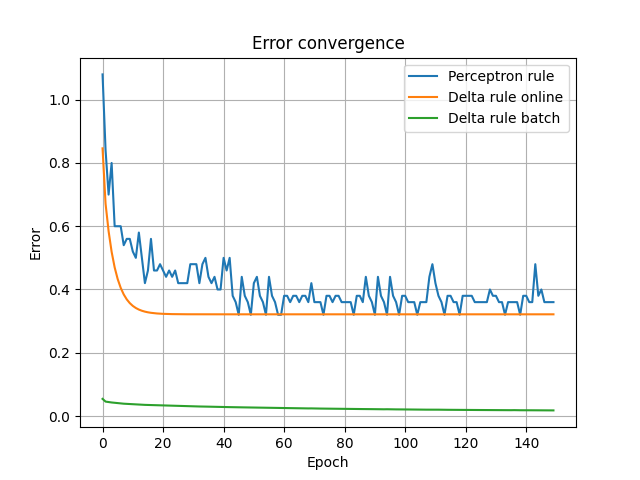 Error convergence
Perceptron rule
Delta rule online
Delta rule batch
Error
1.0
0.8
0.6
0.4
0.2
0.0
0 20 40 60 80 100 120 140
Epoch